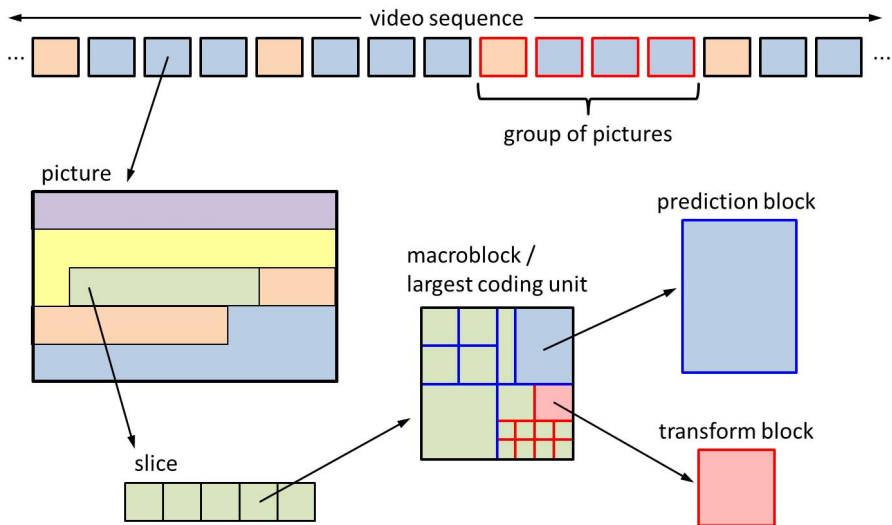 video sequence
...
...
group of pictures
picture
prediction block
macroblock /
largest coding unit
slice
transform block